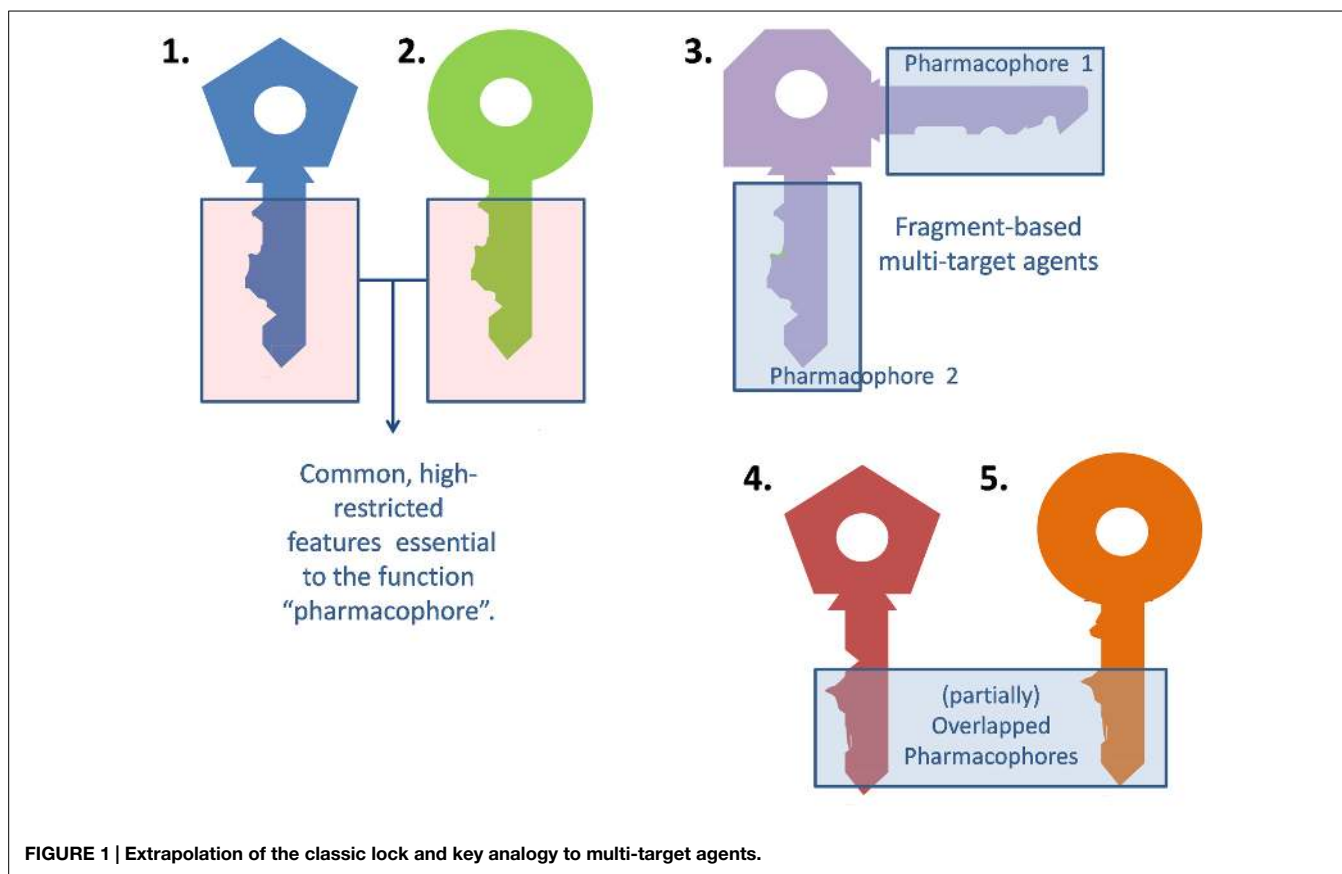 1.
2.
Common, high-
restricted
features essential
to the function
“pharmacophore”.
3.
Pharmacophore 1
Fragment-based
multi-target agents
Pharmacophore 2
4.
5.
(partially)
Overlapped
Pharmacophores
FIGURE 1 | Extrapolation of the classic lock and key analogy to multi-target agents.